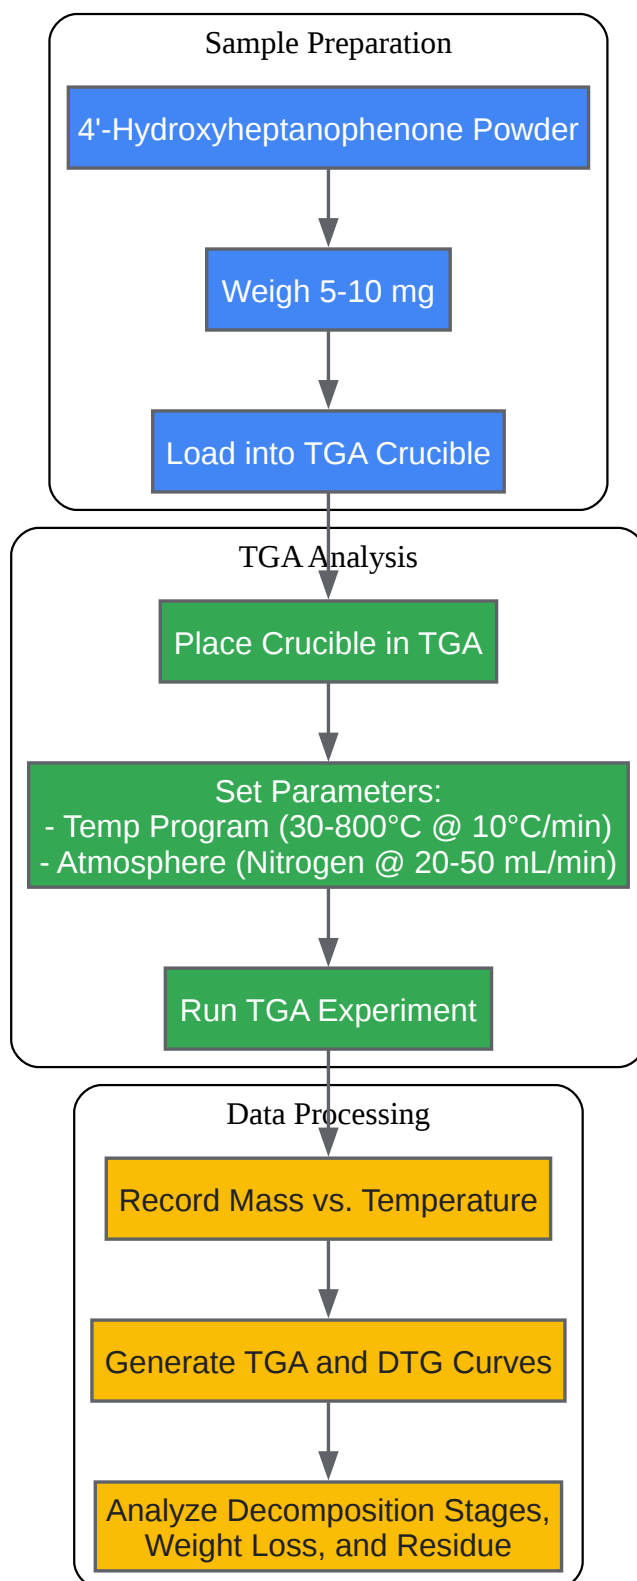 Sample Preparation
4'-Hydroxyheptanophenone Powder
Weigh 5-10 mg
Load into TGA Crucible
TGA Analysis
Place Crucible in TGA
Set Parameters:
- Temp Program (30-800°C @ 10°C/min)
- Atmosphere (Nitrogen @ 20-50 mL/min)
Run TGA Experiment
Data Processing
Record Mass vs. Temperature
Generate TGA and DTG Curves
Analyze Decomposition Stages,
Weight Loss, and Residue